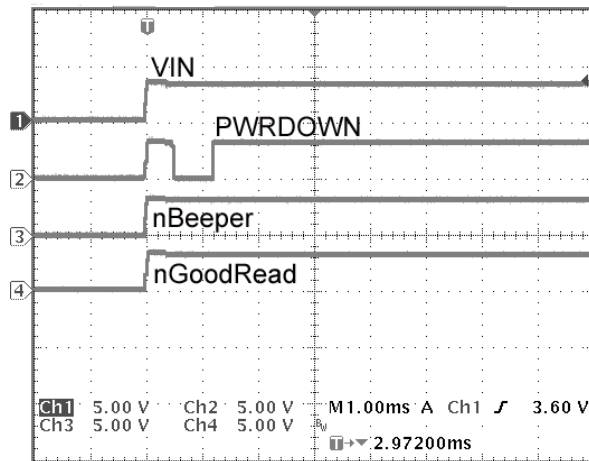 T
VIN
1
PWRDOWN
2
nBeeper
3
nGoodRead
4
Ch1 5.00 V Ch2 5.00 V M1.00ms A Ch1 3.60 V
Ch3 5.00 V Ch4 5.00 V BW
T 2.97200ms